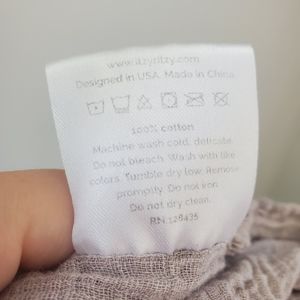 www.itzyritzy.com
Designed in USA. Made in China.
100% cotton
Machine wash cold, delicate.
Do not bleach. Wash with like
colors. Tumble dry low. Remove
promptly. Do not iron.
Do not dry clean.
RN 128435